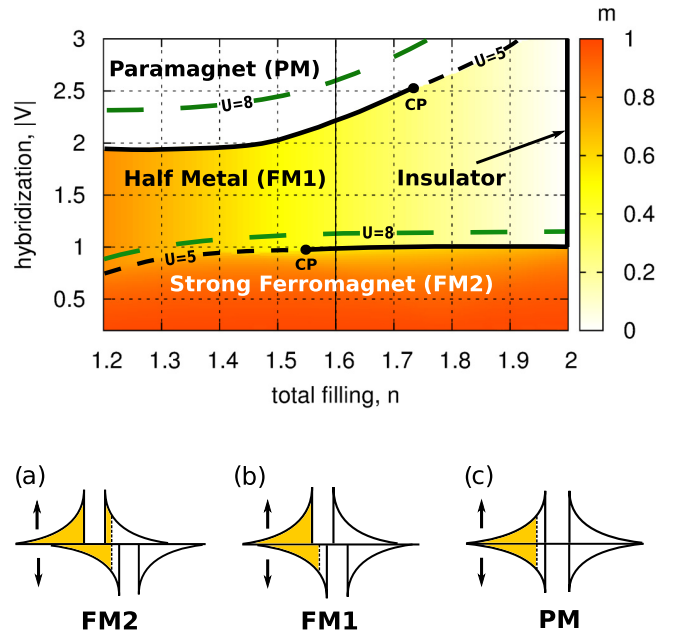 m
hybridization, |V|
3
2.5
2
1.5
1
0.5
Paramagnet (PM)
U=8
U=5
CP
Half Metal (FM1)
Insulator
U=8
U=5
CP
Strong Ferromagnet (FM2)
1
0.8
0.6
0.4
0.2
0
1.2 1.3 1.4 1.5 1.6 1.7 1.8 1.9 2
total filling, n
(a) (b) (c)
FM2 FM1 PM